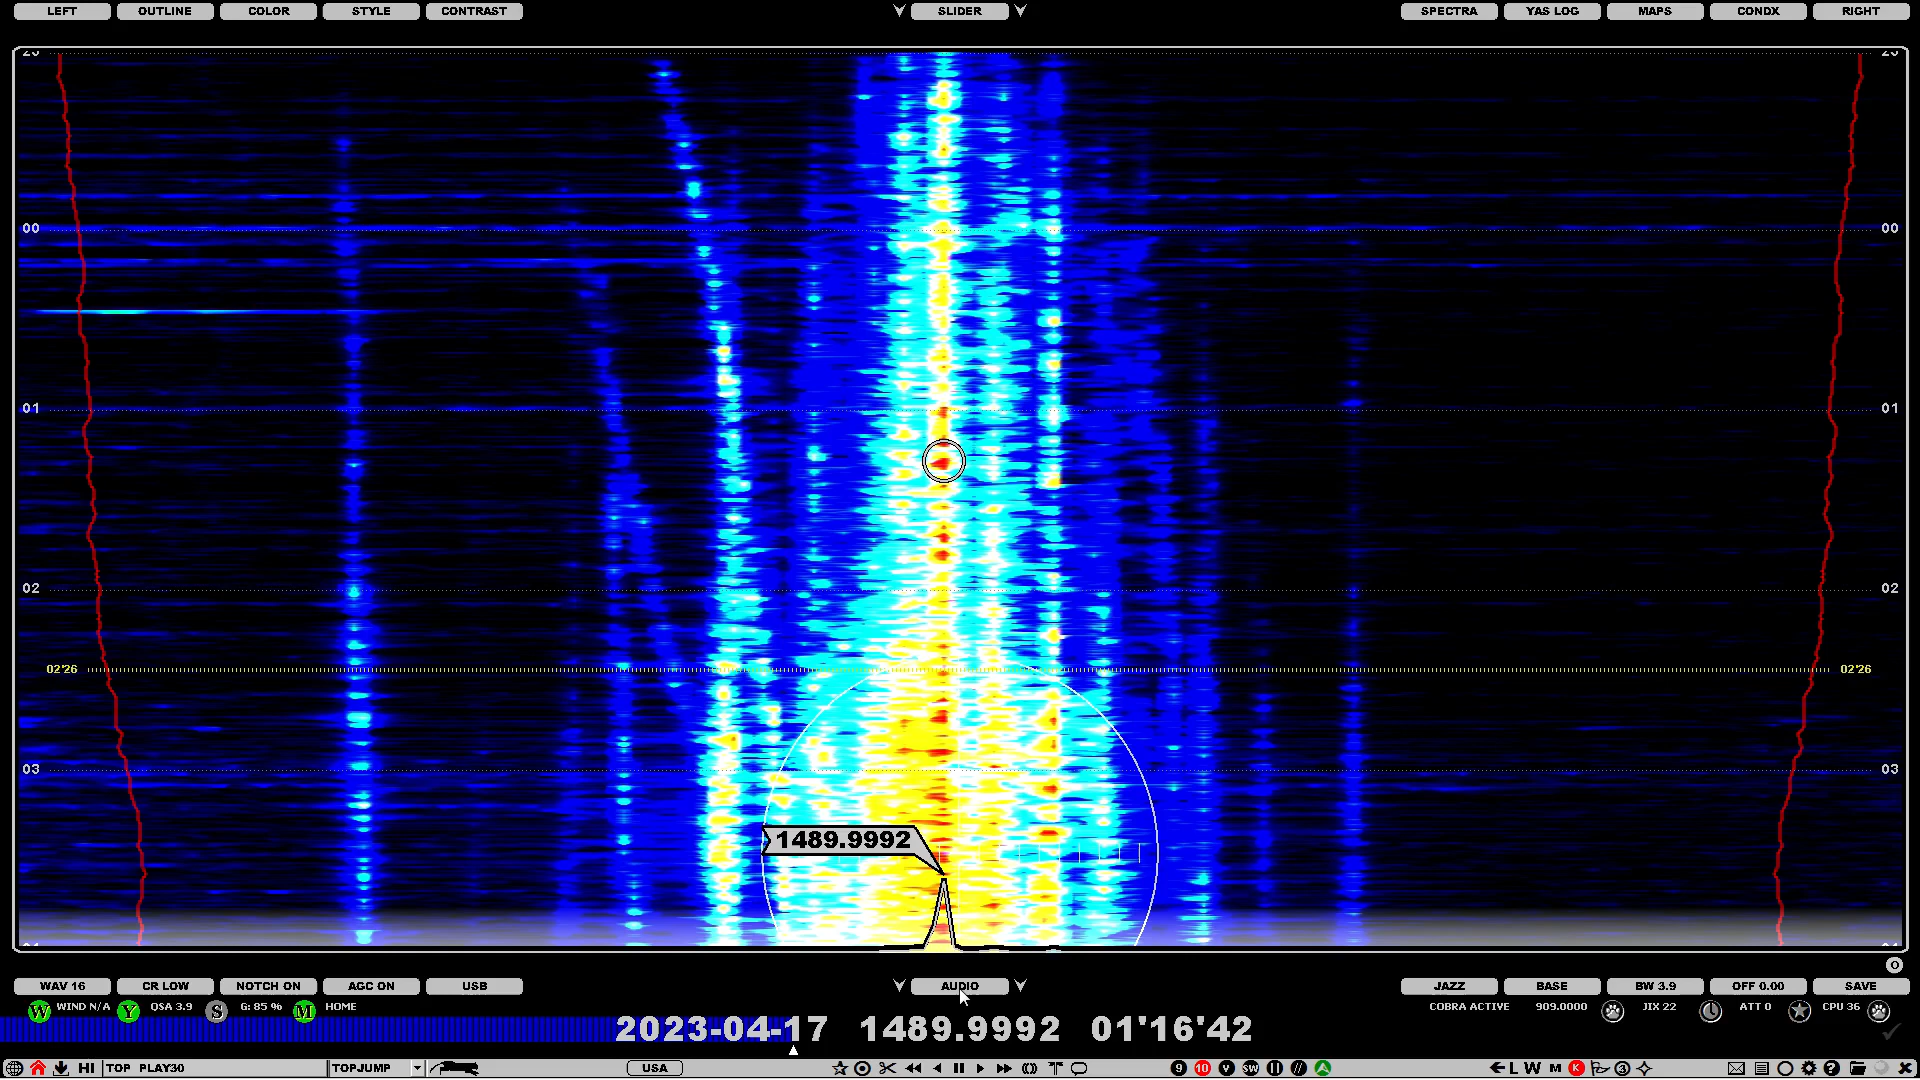 LEFT OUTLINE COLOR STYLE CONTRAST SLIDER SPECTRA YAS LOG MAPS CONDX RIGHT
00 00
01 01
02 02
02'26 02'26
03 03
1489.9992
WAV 16 CR LOW NOTCH ON AGC ON USB AUDIO JAZZ BASE BW 3.9 OFF 0.00 SAVE
W WIND N/A Y QSA 3.9 S G: 85 % M HOME COBRA ACTIVE 909.0000 JIX 22 ATT 0 CPU 36
2023-04-17 1489.9992 01'16'42
HI TOP PLAY30 TOPJUMP USA 9 10 Y SW L W M K